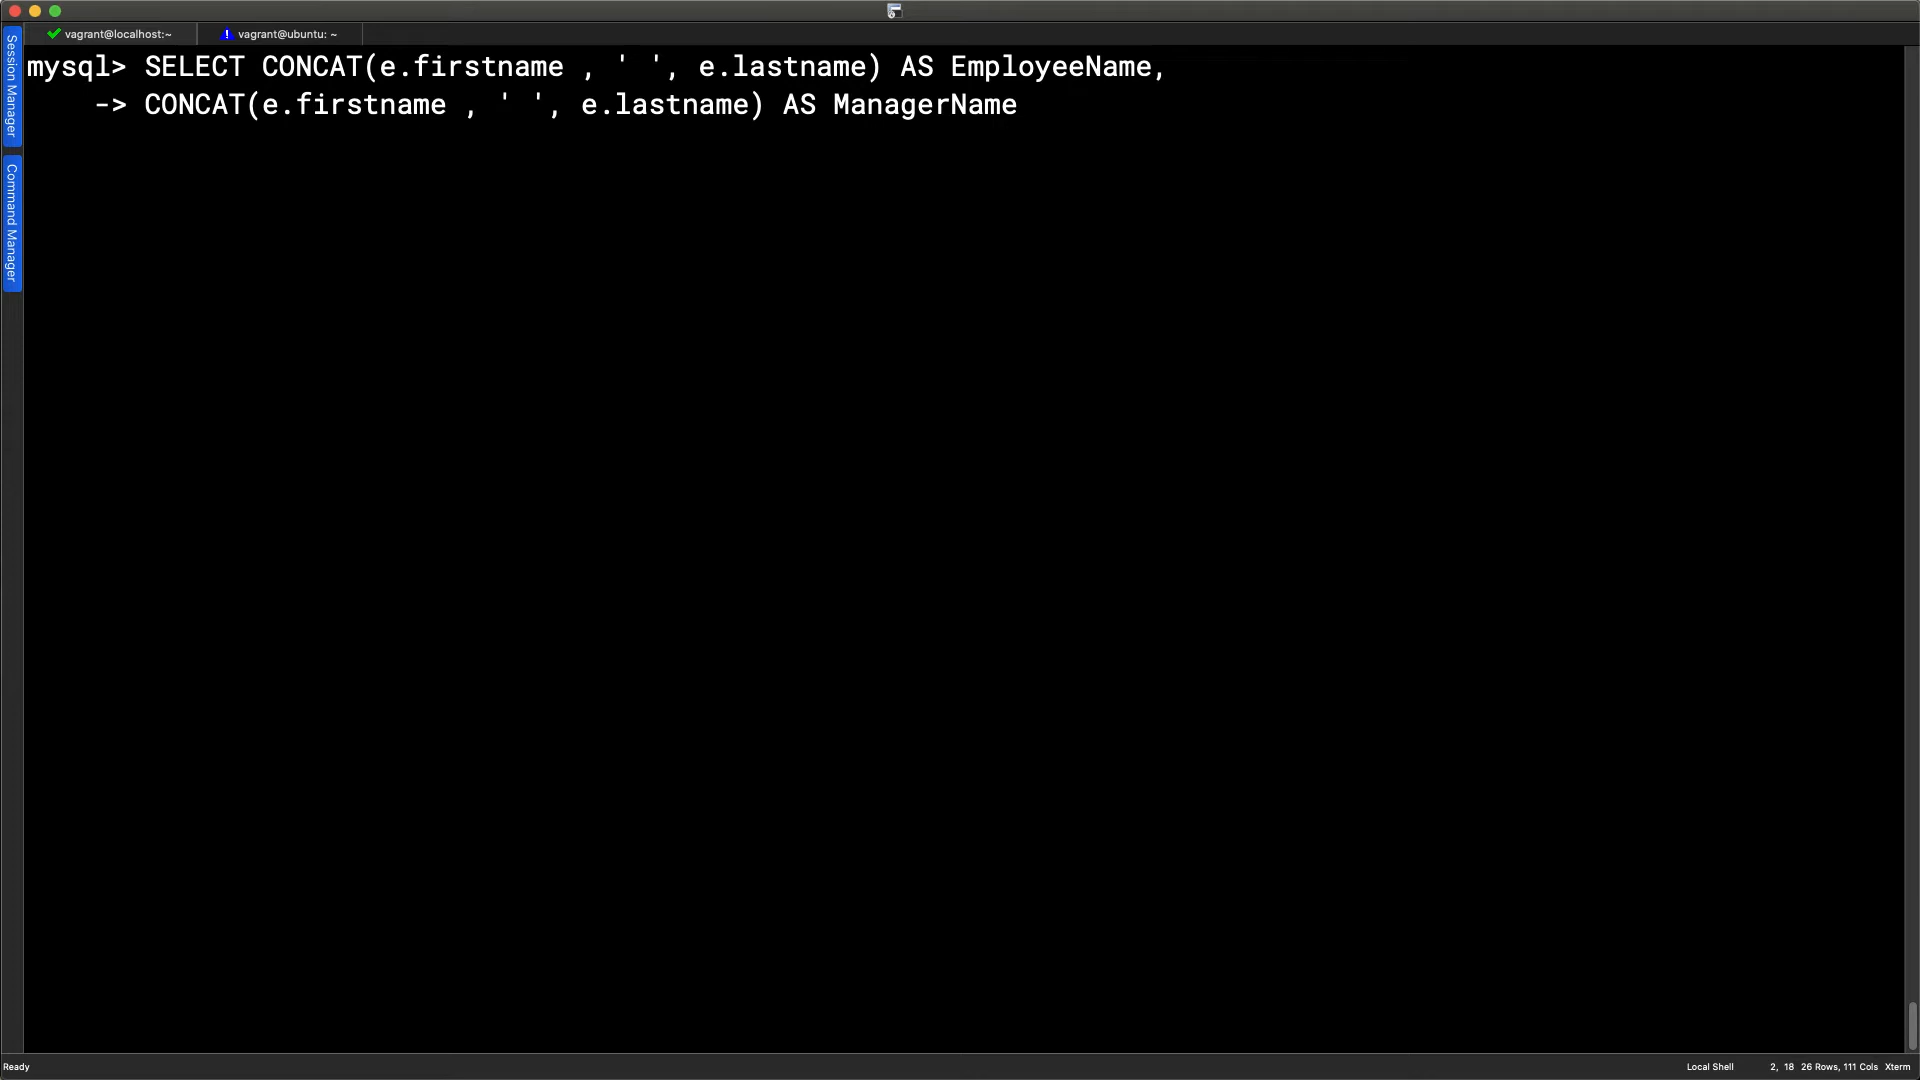 vagrant@localhost:~
vagrant@ubuntu: ~
Session Manager
Command Manager
mysql> SELECT CONCAT(e.firstname , ' ', e.lastname) AS EmployeeName,
    -> CONCAT(e.firstname , ' ', e.lastname) AS ManagerName
Ready
Local Shell
2, 18 26 Rows, 111 Cols Xterm